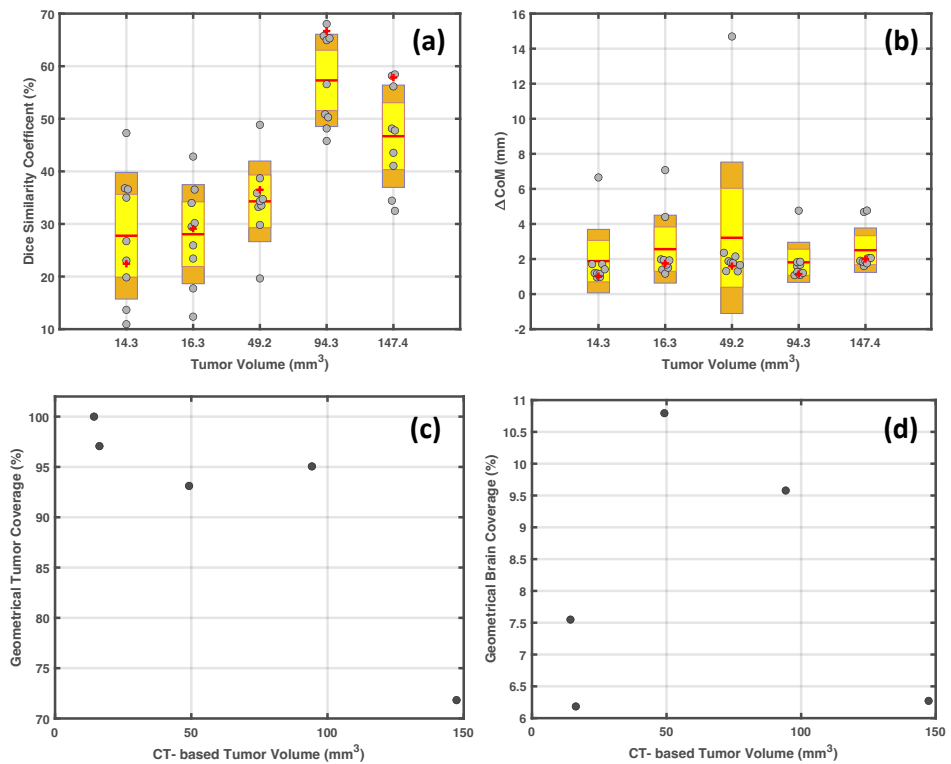 (a)
Dice Similarity Coefficent (%)
70
60
50
40
30
20
10
14.3 16.3 49.2 94.3 147.4
Tumor Volume (mm³)
(b)
Δ CoM (mm)
16
14
12
10
8
6
4
2
0
-2
14.3 16.3 49.2 94.3 147.4
Tumor Volume (mm³)
(c)
Geometrical Tumor Coverage (%)
100
95
90
85
80
75
70
0 50 100 150
CT- based Tumor Volume (mm³)
(d)
Geometrical Brain Coverage (%)
11
10.5
10
9.5
9
8.5
8
7.5
7
6.5
6
0 50 100 150
CT- based Tumor Volume (mm³)